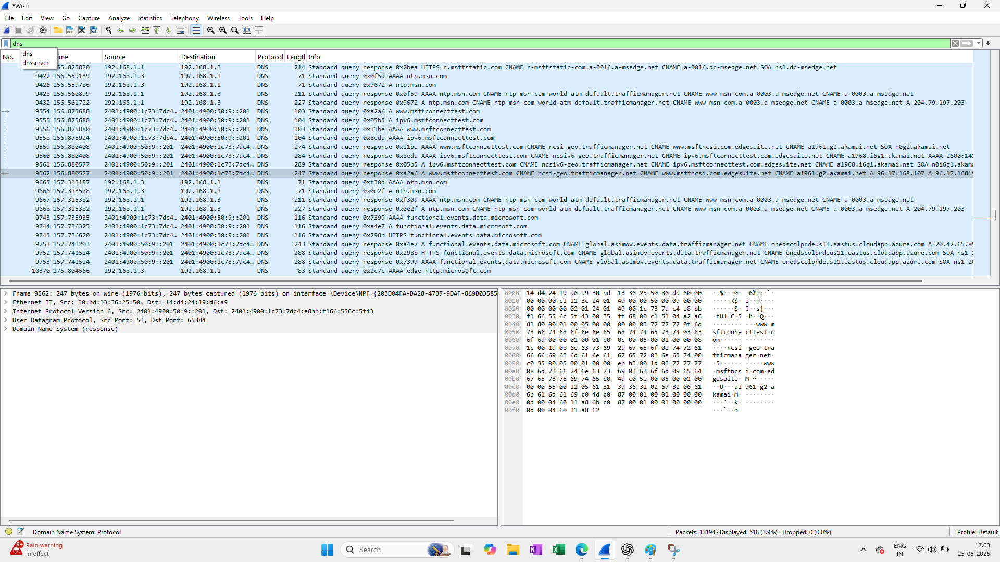 *Wi-Fi
File Edit View Go Capture Analyze Statistics Telephony Wireless Tools Help
dns
dns
dnsserver
No. ime Source Destination Protocol Lengtl Info
55.825870 192.168.1.1 192.168.1.3 DNS 214 Standard query response 0x2bea HTTPS r.msftstatic.com CNAME r-msftstatic-com.a-0016.a-msedge.net CNAME a-0016.dc-msedge.net SOA ns1.dc-msedge.net
9422 156.559139 192.168.1.3 192.168.1.1 DNS 71 Standard query 0x0f59 AAAA ntp.msn.com
9426 156.559786 192.168.1.3 192.168.1.1 DNS 71 Standard query 0x9672 A ntp.msn.com
9428 156.560899 192.168.1.1 192.168.1.3 DNS 211 Standard query response 0x0f59 AAAA ntp.msn.com CNAME ntp-msn-com-world-atm-default.trafficmanager.net CNAME www-msn-com.a-0003.a-msedge.net CNAME a-0003.a-msedge.net
9432 156.561722 192.168.1.1 192.168.1.3 DNS 227 Standard query response 0x9672 A ntp.msn.com CNAME ntp-msn-com-world-atm-default.trafficmanager.net CNAME www-msn-com.a-0003.a-msedge.net CNAME a-0003.a-msedge.net A 204.79.197.203
9554 156.875688 2401:4900:1c73:7dc4… 2401:4900:50:9::201 DNS 103 Standard query 0xa2a6 A www.msftconnecttest.com
9555 156.875688 2401:4900:1c73:7dc4… 2401:4900:50:9::201 DNS 104 Standard query 0x05b5 A ipv6.msftconnecttest.com
9556 156.875880 2401:4900:1c73:7dc4… 2401:4900:50:9::201 DNS 103 Standard query 0x11be AAAA www.msftconnecttest.com
9558 156.875924 2401:4900:1c73:7dc4… 2401:4900:50:9::201 DNS 104 Standard query 0x8eda AAAA ipv6.msftconnecttest.com
9559 156.880408 2401:4900:50:9::201 2401:4900:1c73:7dc4… DNS 274 Standard query response 0x11be AAAA www.msftconnecttest.com CNAME ncsi-geo.trafficmanager.net CNAME www.msftncsi.com.edgesuite.net CNAME a1961.g2.akamai.net SOA n0g2.akamai.net
9560 156.880408 2401:4900:50:9::201 2401:4900:1c73:7dc4… DNS 284 Standard query response 0x8eda AAAA ipv6.msftconnecttest.com CNAME ncsiv6-geo.trafficmanager.net CNAME ipv6.msftncsi.com.edgesuite.net CNAME a1968.i6g1.akamai.net AAAA 2600:14
9561 156.880577 2401:4900:50:9::201 2401:4900:1c73:7dc4… DNS 289 Standard query response 0x05b5 A ipv6.msftconnecttest.com CNAME ncsiv6-geo.trafficmanager.net CNAME ipv6.msftncsi.com.edgesuite.net CNAME a1968.i6g1.akamai.net SOA n0i6g1.akam
9562 156.880577 2401:4900:50:9::201 2401:4900:1c73:7dc4… DNS 247 Standard query response 0xa2a6 A www.msftconnecttest.com CNAME ncsi-geo.trafficmanager.net CNAME www.msftncsi.com.edgesuite.net CNAME a1961.g2.akamai.net A 96.17.168.107 A 96.17.168.9
9665 157.313187 192.168.1.3 192.168.1.1 DNS 71 Standard query 0xf30d AAAA ntp.msn.com
9666 157.313578 192.168.1.3 192.168.1.1 DNS 71 Standard query 0x0e2f A ntp.msn.com
9667 157.315382 192.168.1.1 192.168.1.3 DNS 211 Standard query response 0xf30d AAAA ntp.msn.com CNAME ntp-msn-com-world-atm-default.trafficmanager.net CNAME www-msn-com.a-0003.a-msedge.net CNAME a-0003.a-msedge.net
9668 157.315382 192.168.1.1 192.168.1.3 DNS 227 Standard query response 0x0e2f A ntp.msn.com CNAME ntp-msn-com-world-atm-default.trafficmanager.net CNAME www-msn-com.a-0003.a-msedge.net CNAME a-0003.a-msedge.net A 204.79.197.203
9743 157.735935 2401:4900:1c73:7dc4… 2401:4900:50:9::201 DNS 116 Standard query 0x7399 AAAA functional.events.data.microsoft.com
9744 157.736325 2401:4900:1c73:7dc4… 2401:4900:50:9::201 DNS 116 Standard query 0xa4e7 A functional.events.data.microsoft.com
9745 157.736620 2401:4900:1c73:7dc4… 2401:4900:50:9::201 DNS 116 Standard query 0x298b HTTPS functional.events.data.microsoft.com
9751 157.741203 2401:4900:50:9::201 2401:4900:1c73:7dc4… DNS 243 Standard query response 0xa4e7 A functional.events.data.microsoft.com CNAME global.asimov.events.data.trafficmanager.net CNAME onedscolprdeus11.eastus.cloudapp.azure.com A 20.42.65.89
9752 157.741514 2401:4900:50:9::201 2401:4900:1c73:7dc4… DNS 288 Standard query response 0x298b HTTPS functional.events.data.microsoft.com CNAME global.asimov.events.data.trafficmanager.net CNAME onedscolprdeus11.eastus.cloudapp.azure.com SOA ns1-2
9753 157.741514 2401:4900:50:9::201 2401:4900:1c73:7dc4… DNS 288 Standard query response 0x7399 AAAA functional.events.data.microsoft.com CNAME global.asimov.events.data.trafficmanager.net CNAME onedscolprdeus11.eastus.cloudapp.azure.com SOA ns1-20
10370 175.804566 192.168.1.3 192.168.1.1 DNS 83 Standard query 0x2c7c AAAA edge-http.microsoft.com
Frame 9562: 247 bytes on wire (1976 bits), 247 bytes captured (1976 bits) on interface \Device\NPF_{203D04FA-BA28-47B7-9DAF-869B03585
Ethernet II, Src: 30:bd:13:36:25:50, Dst: 14:d4:24:19:d6:a9
Internet Protocol Version 6, Src: 2401:4900:50:9::201, Dst: 2401:4900:1c73:7dc4:e8bb:f166:556c:5f43
User Datagram Protocol, Src Port: 53, Dst Port: 65384
Domain Name System (response)
0000 14 d4 24 19 d6 a9 30 bd 13 36 25 50 86 dd 60 00 ··$···0··6%P··`·
0010 00 00 00 c1 11 3c 24 01 49 00 00 50 00 09 00 00 ·····<$·I··P····
0020 00 00 00 00 02 01 24 01 49 00 1c 73 7d c4 e8 bb ······$·I··s}···
0030 f1 66 55 6c 5f 43 00 35 ff 68 00 c1 51 04 a2 a6 ·fUl_C·5·h··Q···
0040 81 80 00 01 00 05 00 00 00 00 03 77 77 77 0f 6d ···········www·m
0050 73 66 74 63 6f 6e 6e 65 63 74 74 65 73 74 03 63 sftconnecttest·c
0060 6f 6d 00 00 01 00 01 c0 0c 00 05 00 01 00 00 08 om··············
0070 1c 00 1d 08 6e 63 73 69 2d 67 65 6f 0e 74 72 61 ····ncsi-geo·tra
0080 66 66 69 63 6d 61 6e 61 67 65 72 03 6e 65 74 00 fficmanager·net·
0090 c0 35 00 05 00 01 00 00 eb b3 00 1d 03 77 77 77 ·5···········www
00a0 08 6d 73 66 74 6e 63 73 69 03 63 6f 6d 09 65 64 ·msftncsi·com·ed
00b0 67 65 73 75 69 74 65 c0 4d c0 5e 00 05 00 01 00 gesuite·M·^·····
00c0 00 00 55 00 12 05 61 31 39 36 31 02 67 32 06 61 ··U···a1961·g2·a
00d0 6b 61 6d 61 69 c0 4d c0 87 00 01 00 01 00 00 00 kamai·M·········
00e0 0d 00 04 60 11 a8 6b c0 87 00 01 00 01 00 00 00 ···`··k·········
00f0 0d 00 04 60 11 a8 62 ···`··b
Domain Name System: Protocol
Packets: 13194 · Displayed: 518 (3.9%) · Dropped: 0 (0.0%)
Profile: Default
9+
Rain warning
In effect
Search
ENG
IN
17:03
25-08-2025